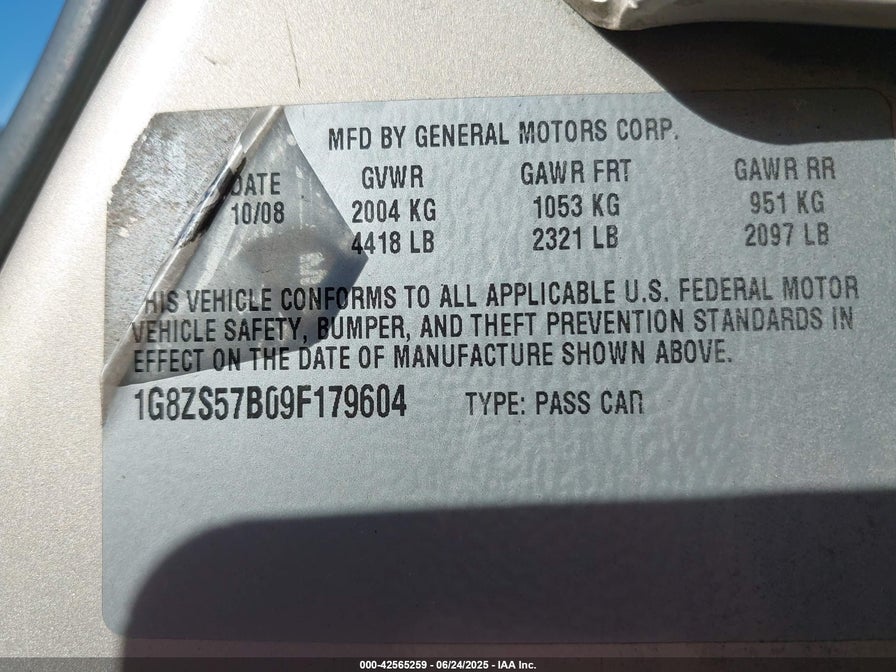 MFD BY GENERAL MOTORS CORP.
DATE GVWR GAWR FRT GAWR RR
10/08 2004 KG 1053 KG 951 KG
4418 LB 2321 LB 2097 LB
HIS VEHICLE CONFORMS TO ALL APPLICABLE U.S. FEDERAL MOTOR
VEHICLE SAFETY, BUMPER, AND THEFT PREVENTION STANDARDS IN
EFFECT ON THE DATE OF MANUFACTURE SHOWN ABOVE.
1G8ZS57B09F179604 TYPE: PASS CAR
000-42565259 - 06/24/2025 - IAA Inc.